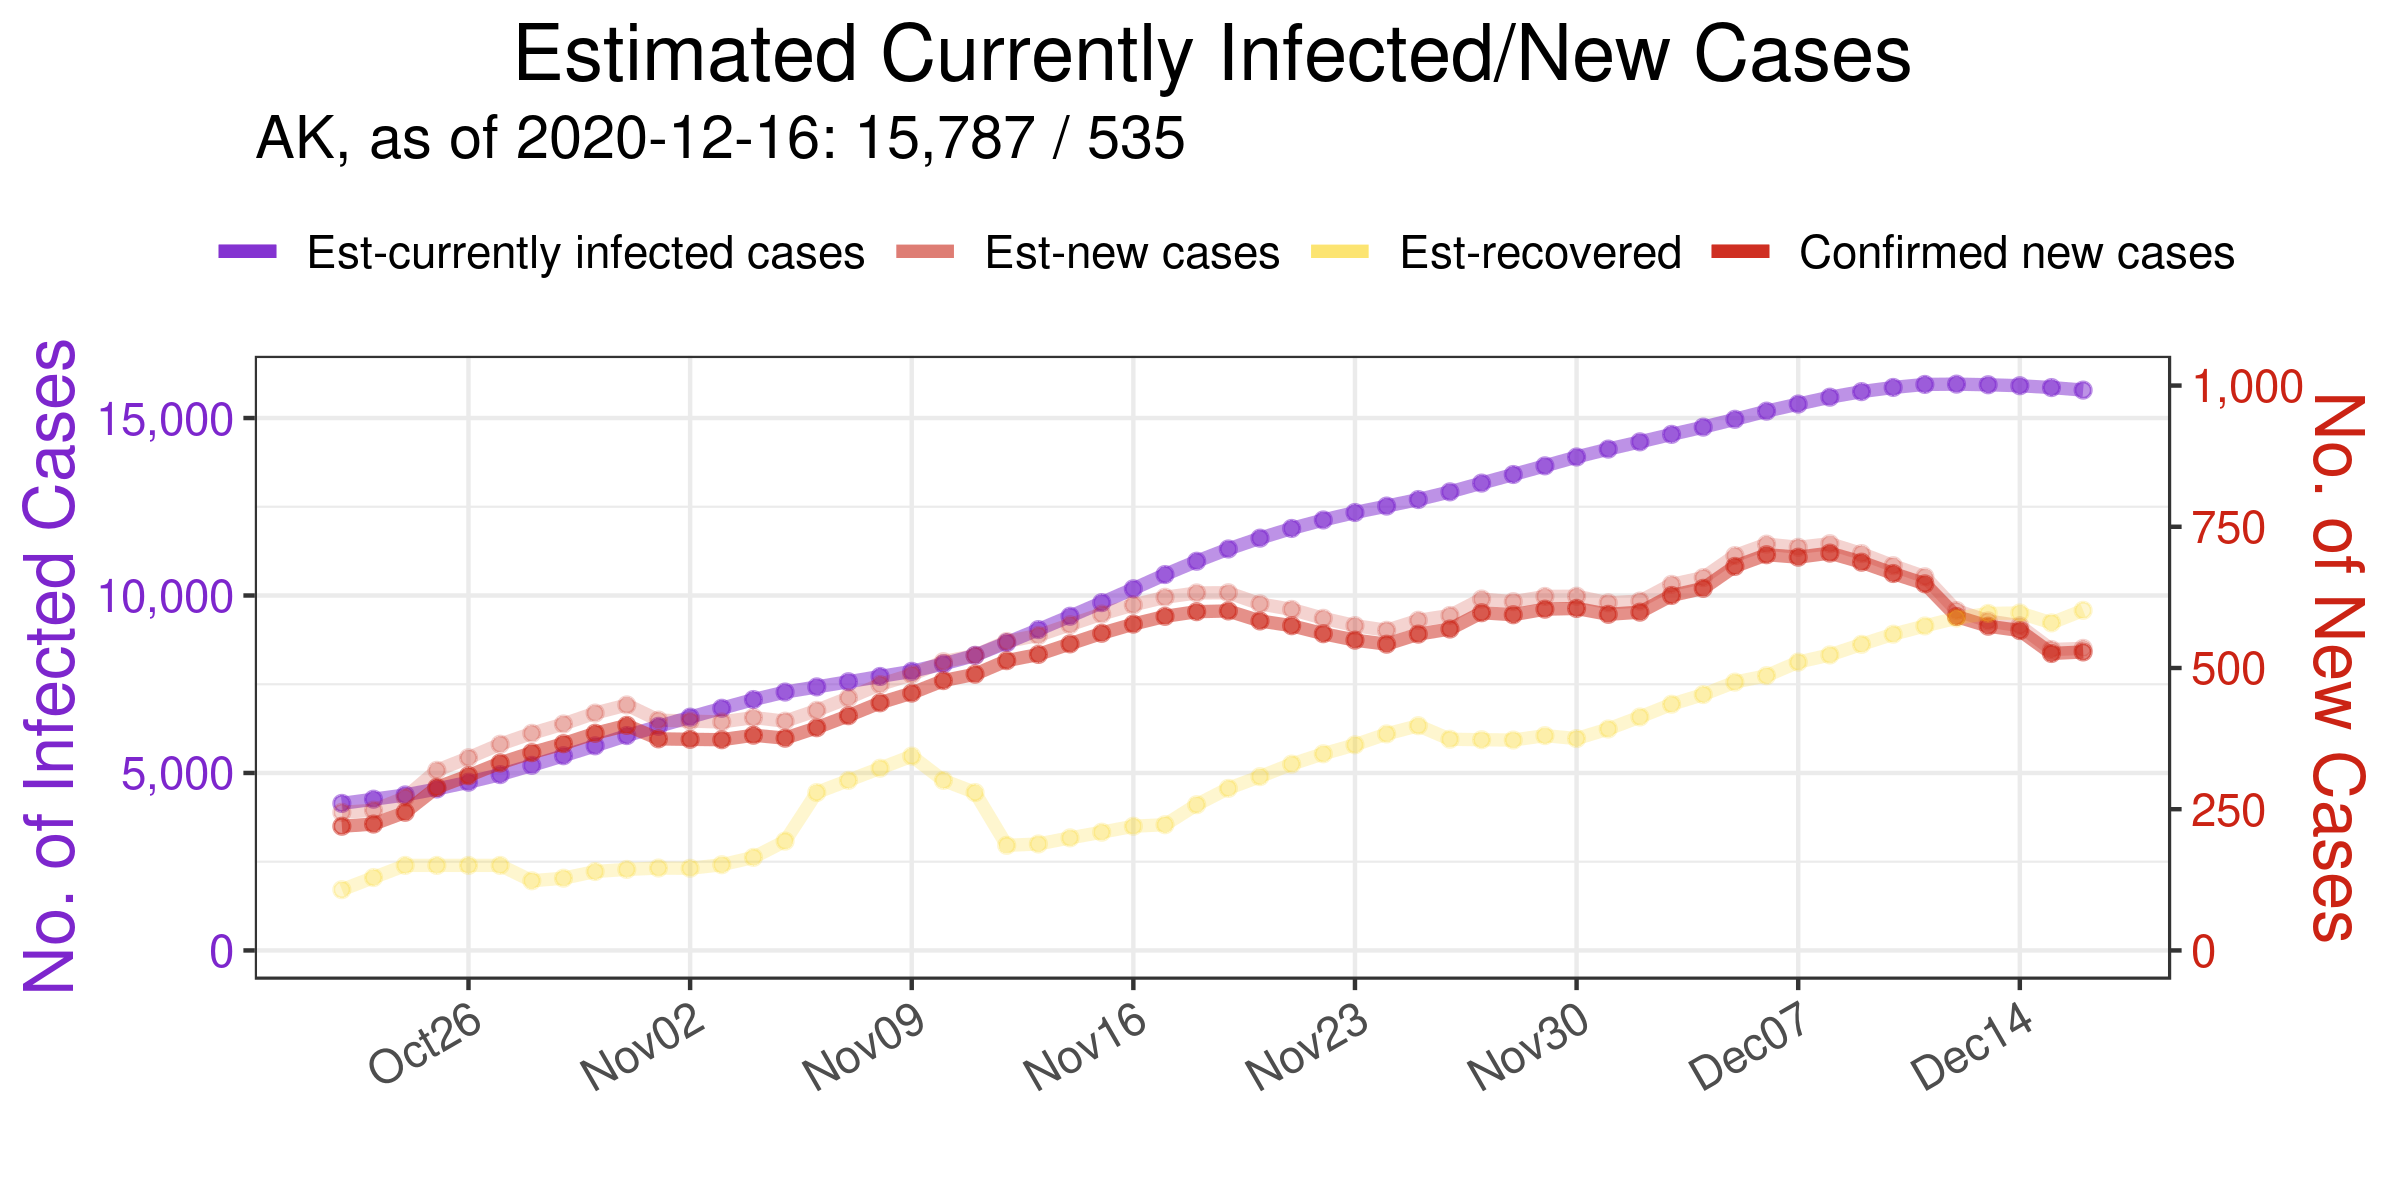 Estimated Currently Infected/New Cases
AK, as of 2020-12-16: 15,787 / 535
Est-currently infected cases Est-new cases Est-recovered Confirmed new cases
No. of Infected Cases
15,000
10,000
5,000
0
1,000
750
500
250
0
No. of New Cases
Oct26 Nov02 Nov09 Nov16 Nov23 Nov30 Dec07 Dec14